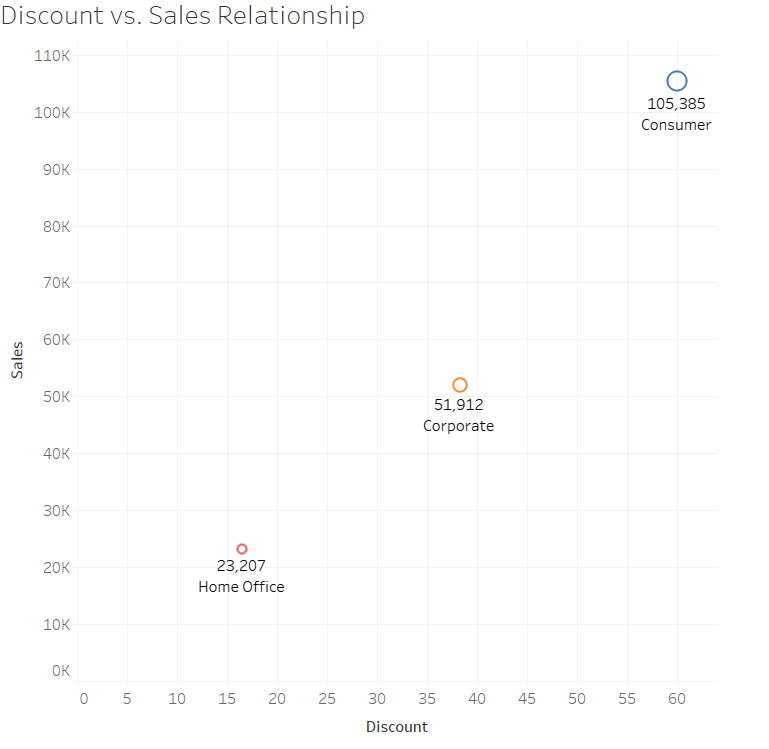 Discount vs. Sales Relationship
110K
100K
90K
80K
70K
60K
50K
40K
30K
20K
10K
0K
Sales
105,385
Consumer
51,912
Corporate
23,207
Home Office
0 5 10 15 20 25 30 35 40 45 50 55 60
Discount